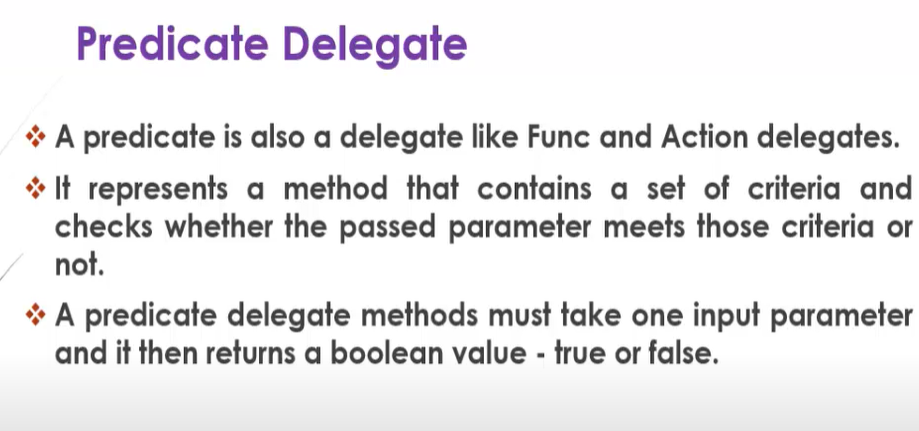 Predicate Delegate
❖ A predicate is also a delegate like Func and Action delegates.
❖ It represents a method that contains a set of criteria and
checks whether the passed parameter meets those criteria or
not.
❖ A predicate delegate methods must take one input parameter
and it then returns a boolean value - true or false.